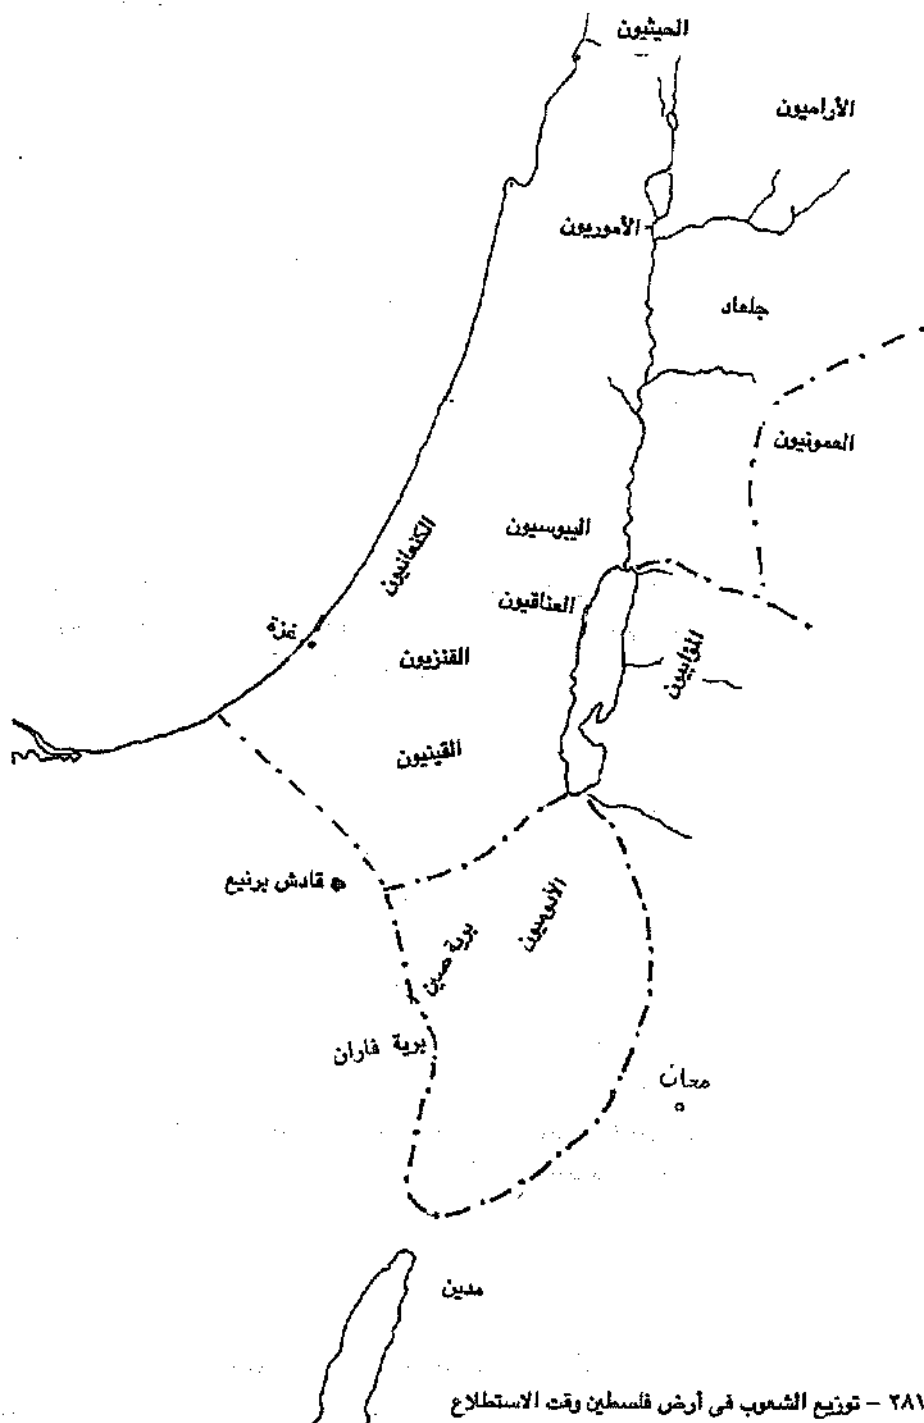 الحيثيون
الأراميون
الأموريون
جلعاد
العمونيون
الكنعانيون
اليبوسيون
العناقيون
غزة
القنزيون
المؤابيون
القينيون
قادش برنيع
الأدوميون
برية صين
برية فاران
معان
مدين
٢٨١ – توزيع الشعوب في أرض فلسطين وقت الاستطلاع